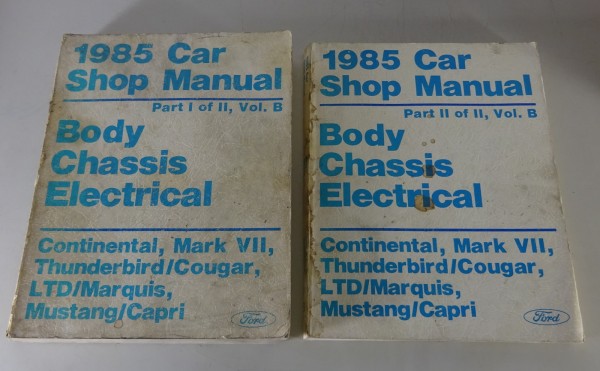 1985 Car
Shop Manual
Part I of II, Vol. B
Body
Chassis
Electrical
Continental, Mark VII,
Thunderbird/Cougar,
LTD/Marquis,
Mustang/Capri
Ford
1985 Car
Shop Manual
Part II of II, Vol. B
Body
Chassis
Electrical
Continental, Mark VII,
Thunderbird/Cougar,
LTD/Marquis,
Mustang/Capri
Ford